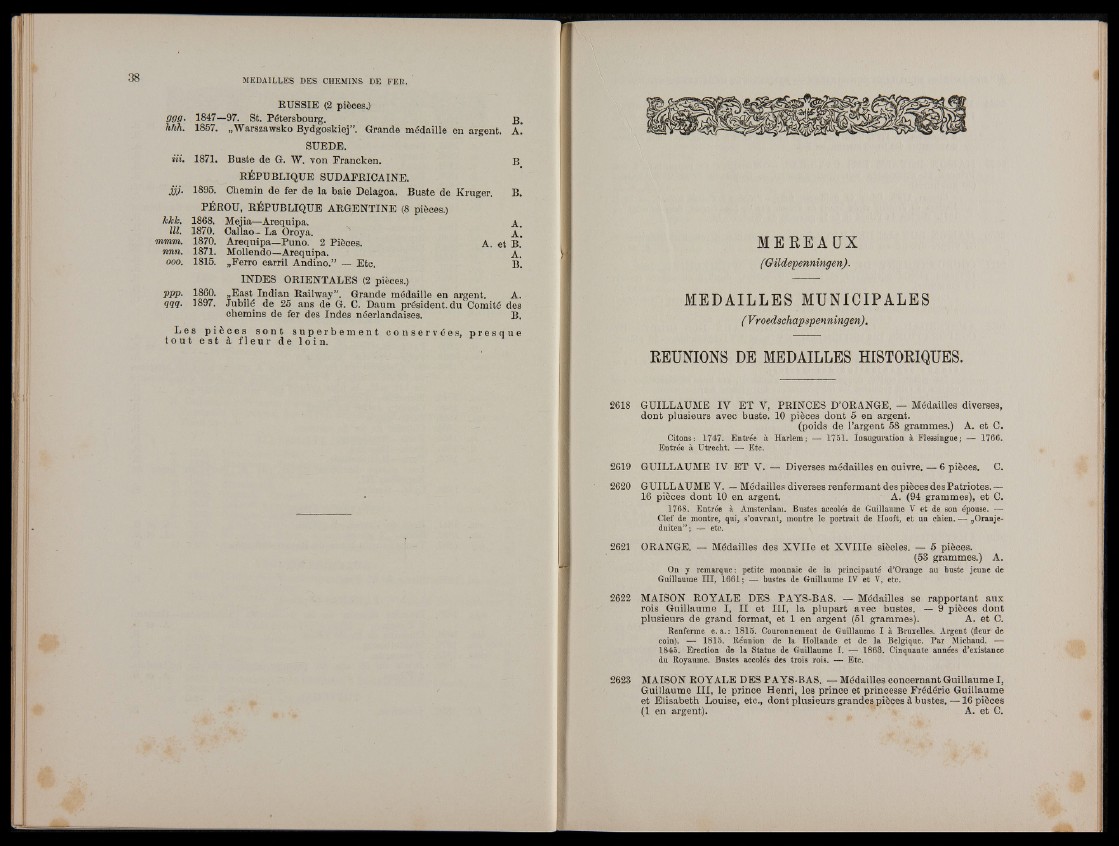 38
MEDAILLES DES CHEMINS DE FER.
RUSSIE (2 pièces.)
ggg. 1847—97. St. Pétersbourg. B.
hhh. 1857. „Warszawsko Bydgoskiej”. Grande médaille en argent. A.
SUEDE.
iii. 1871. Buste de G. W. von Francken. B.
RÉPUBLIQUE SUDAFRICAINE.
jjj. 1895. Chemin de fer de la baie Delagoa. Buste de Kruger. B.
PÉROU, RÉPUBLIQUE ARGENTINE (8 pièces.)
kkk. 1868. Mejia—Arequipa. A.
lll. 1870. Callao- La Oroya. A.
mmm. 1870. Arequipa—Puno. 2 Pièces. A. et B.
nnn. 1871. Mollendo—Arequipa. A.
ooo. 1815. „Ferro carril Andino.” — Etc. B.
INDES ORIENTALES (2 pièces.)
ppp. 1860. „East Indian Railway”. Grande médaille en argent. A.
qqq. 1897. Jubilé de 25 ans de G. C. Daum président. du Comité des
chemins de fer des Indes néerlandaises. B.
Les pièces sont superbement conservées, presque
tout est à fleur de loin.
MEREAUX
(Gildepenningen).
MEDAILLES MUNICIPALES
(Vroedschapspenningen).
REUNIONS DE MEDAILLES HISTORIQUES.
2618 GUILLAUME IV ET V, PRINCES D'ORANGE. — Médailles diverses,
dont plusieurs avec buste. 10 pièces dont 5 en argent.
(poids de l'argent 58 grammes.) A. et C.
Citons: 1747. Entrée à Harlem; — 1751. Inauguration à Flessingue; — 1766.
Entrée à Utrecht. — Etc.
2619 GUILLAUME IV ET V. — Diverses médailles en cuivre. — 6 pièces. C.
2620 GUILLAUME V. — Médailles diverses renfermant des pièces des Patriotes. —
16 pièces dont 10 en argent. A. (94 grammes), et C.
1768. Entrée à Amsterdam. Bustes accolés de Guillaume V et de son épouse. —
Clef de montre, qui, s'ouvrant, montre le portrait de Hooft, et un chien. — „Oranje-
duiten”; — etc.
2621 ORANGE. — Médailles des XVIIe et XVIIIe siècles. — 5 pièces.
(53 grammes.) A.
On y remarque: petite monnaie de la principauté d'Orange au buste jeune de
Guillaume III, 1661; — bustes de Guillaume IV et V, etc.
2622 MAISON ROYALE DES PAYS-BAS. — Médailles se rapportant aux
rois Guillaume I, II et III, la plupart avec bustes. — 9 pièces dont
plusieurs de grand format, et 1 en argent (51 grammes). A. et C.
Renferme e. a.: 1815. Couronnement de Guillaume I à Bruxelles. Argent (fleur de
coin). — 1815. Réunion de la Hollande et de la Belgique. Par Michaud. —
1845. Erection de la Statue de Guillaume I. — 1863. Cinquante années d'existance
du Royaume. Bustes accolés des trois rois. — Etc.
2623 MAISON ROYALE DES PAYS-BAS. — Médailles concernant Guillaume I,
Guillaume III, le prince Henri, les prince et princesse Frédéric Guillaume
et Elisabeth Louise, etc., dont plusieurs grandes pièces à bustes. — 16 pièces
(1 en argent). A. et C.